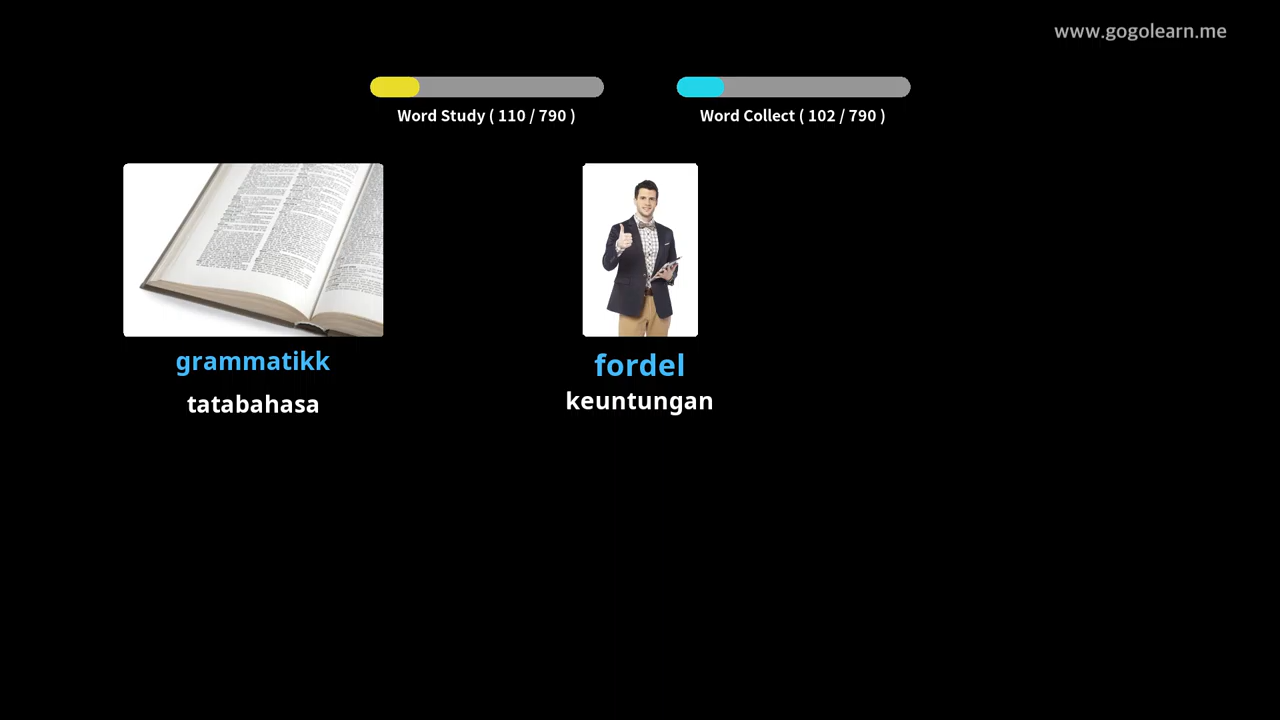 www.gogolearn.me
Word Study ( 110 / 790 )
Word Collect ( 102 / 790 )
grammatikk
tatabahasa
fordel
keuntungan